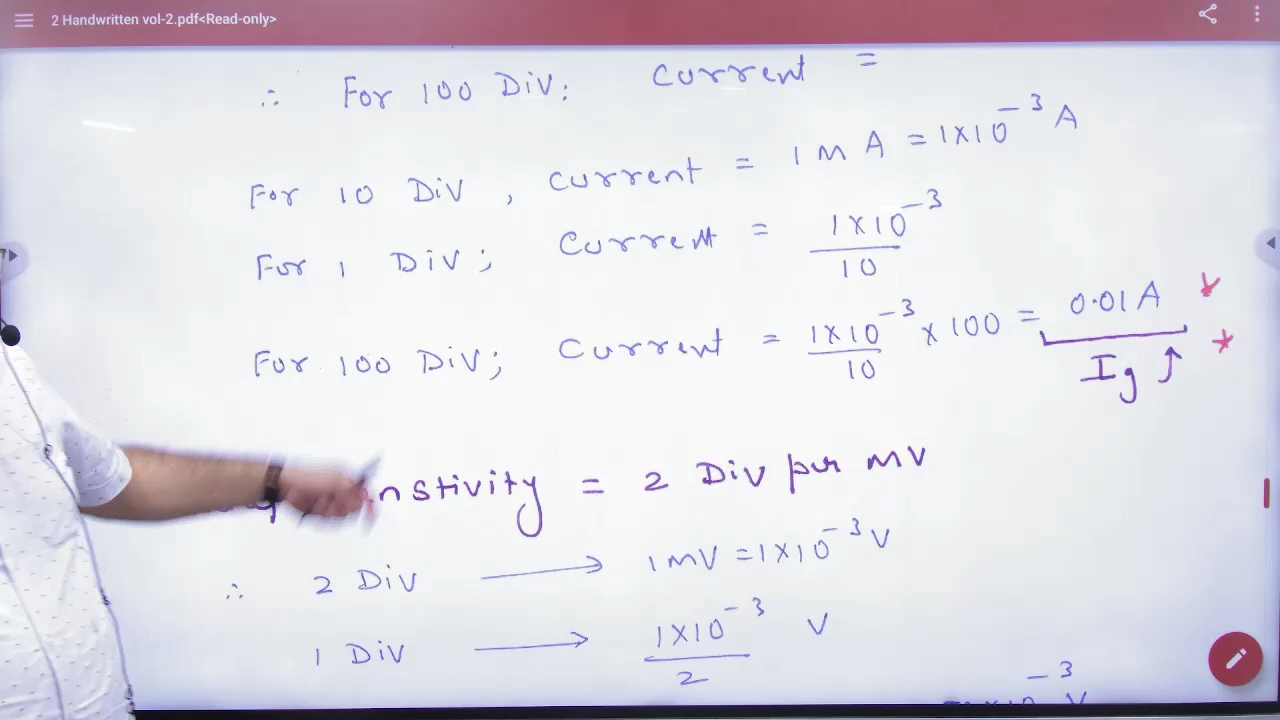 2 Handwritten vol-2.pdf<Read-only>
∴ For 100 Div: Current =
For 10 Div , Current = 1 m A = 1×10⁻³ A
For 1 Div; Current = 1×10⁻³/10
For 100 Div; Current = 1×10⁻³/10 × 100 = 0.01 A
Ig ↑
= 2 Div per mV
∴ 2 Div → 1 mV = 1×10⁻³ V
1 Div → 1×10⁻³/2 V